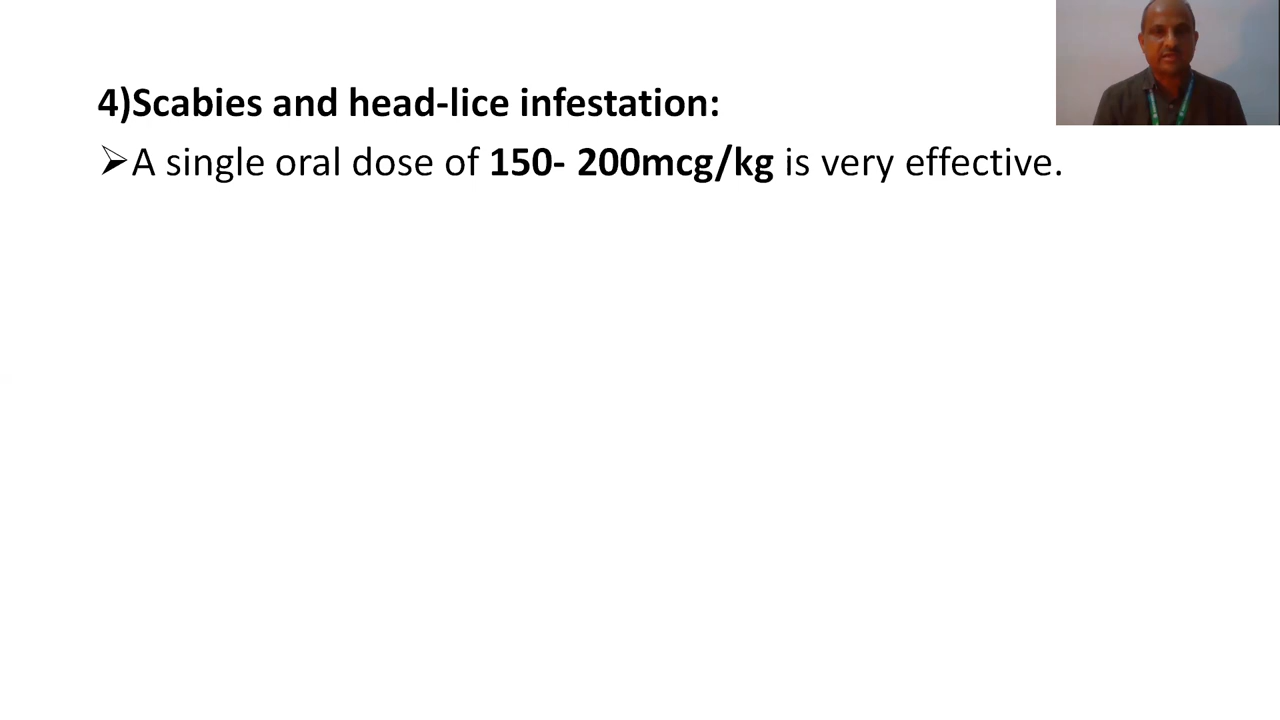 4)Scabies and head-lice infestation:
➢A single oral dose of 150- 200mcg/kg is very effective.